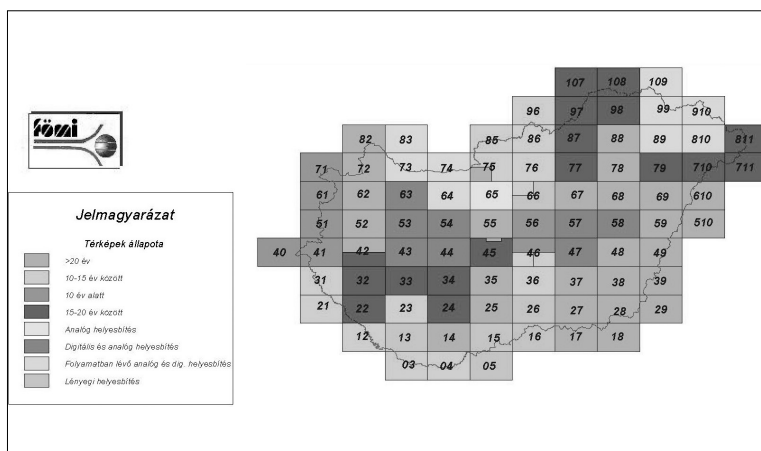 fömi
Jelmagyarázat
Térképek állapota
>20 év
10-15 év között
10 év alatt
15-20 év között
Analóg helyesbítés
Digitális és analóg helyesbítés
Folyamatban lévő analóg és dig. helyesbítés
Lényegi helyesbítés
107 108 109
96 97 98 99 910
82 83 85 86 87 88 89 810 811
71 72 73 74 75 76 77 78 79 710 711
61 62 63 64 65 66 67 68 69 610
51 52 53 54 55 56 57 58 59 510
40 41 42 43 44 45 46 47 48 49
31 32 33 34 35 36 37 38 39
21 22 23 24 25 26 27 28 29
12 13 14 15 16 17 18
03 04 05